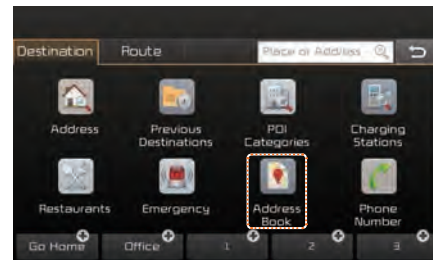 Destination Route Place or Address
Address Previous Destinations POI Categories Charging Stations
Restaurants Emergency Address Book Phone Number
Go Home Office 1 2 3